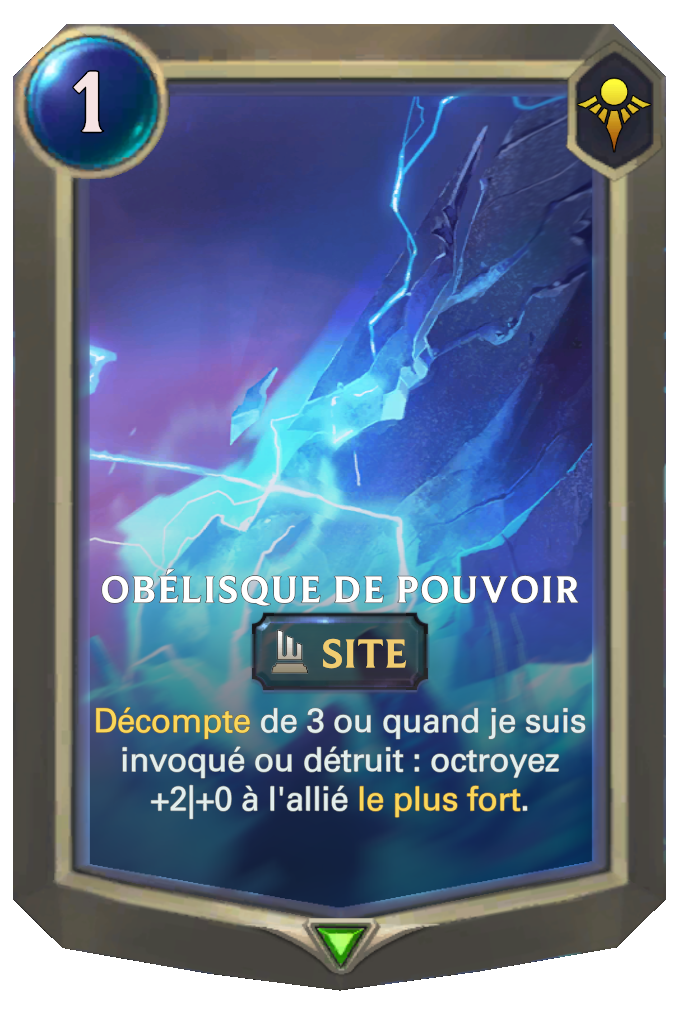 1
OBÉLISQUE DE POUVOIR
SITE
Décompte de 3 ou quand je suis
invoqué ou détruit : octroyez
+2|+0 à l'allié le plus fort.